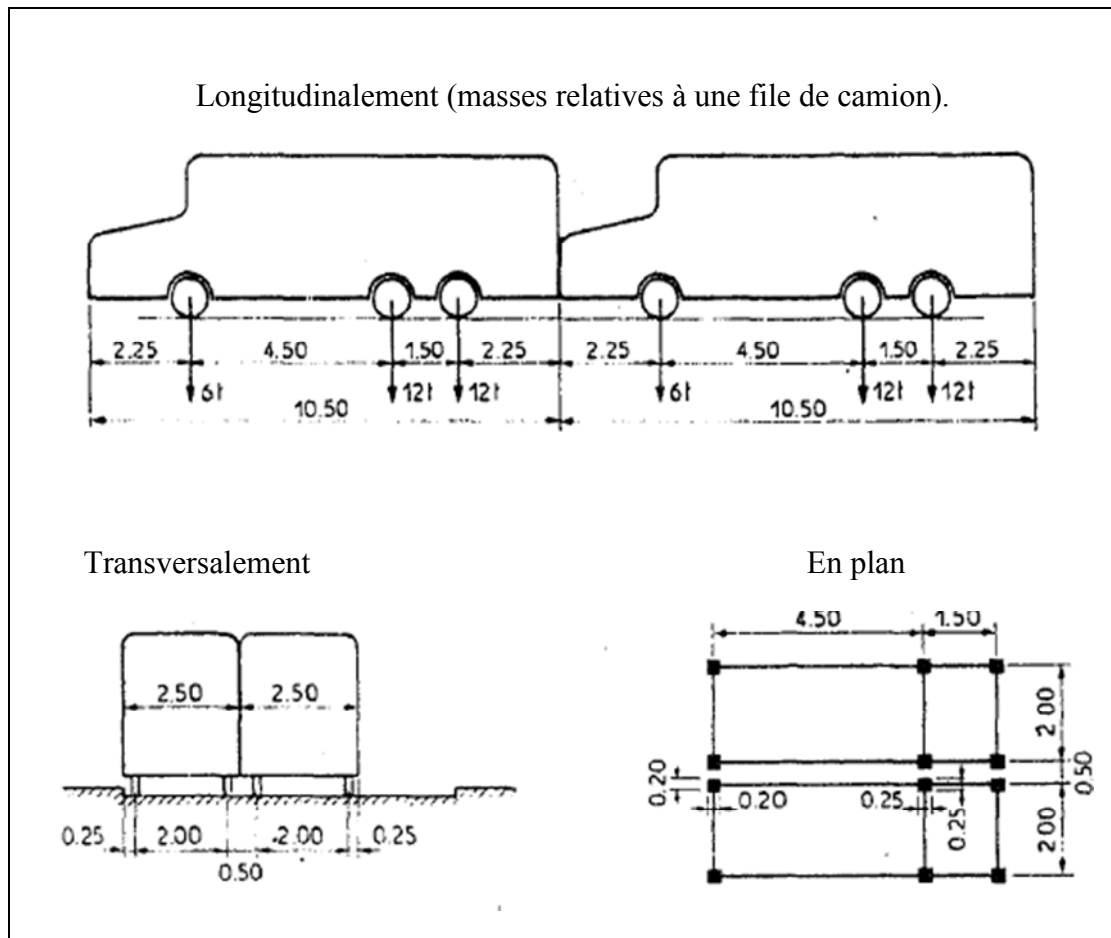 Longitudinalement (masses relatives à une file de camion).
2.25 4.50 1.50 2.25 2.25 4.50 1.50 2.25
6t 12t 12t 6t 12t 12t
10.50 10.50
Transversalement
En plan
4.50 1.50
2.50 2.50
2.00
0.50
0.20
0.20 0.25
0.25
2.00
0.25 2.00 2.00 0.25
0.50